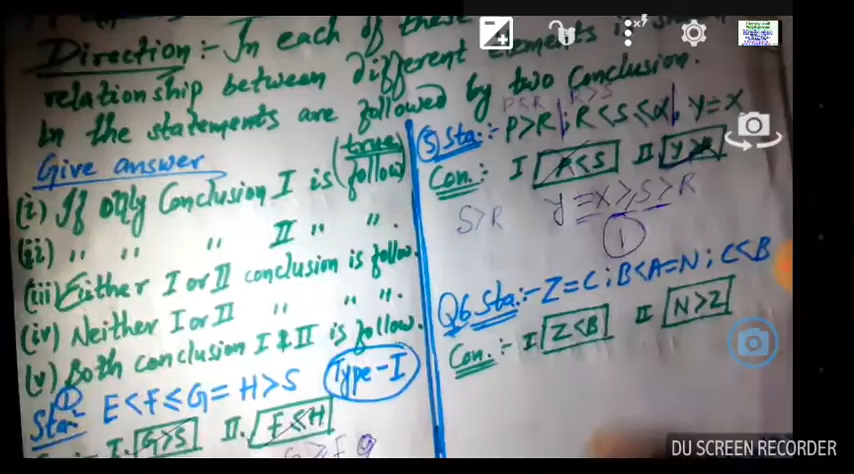 Direction :- In each of these
relationship between different elements is
in the statements are followed by two conclusion.
Give answer
(i) If only Conclusion I is (true/follow)
(ii) " " " II " ".
(iii) Either I or II conclusion is follow.
(iv) Neither I or II " " ".
(v) Both conclusion I & II is follow.
Type-I
① Sta:- E < F ≤ G = H > S
I. G > S II. F ≤ H
P ≤ R R > S
⑤ Sta:- P > R ; R < S ≤ x ; Y = X
Con:- I R < S II Y > R
S > R Y = X ≥ S > R
①
Q6 Sta:- Z = C ; B < A = N ; C < B
Con:- I Z < B II N > Z
DU SCREEN RECORDER